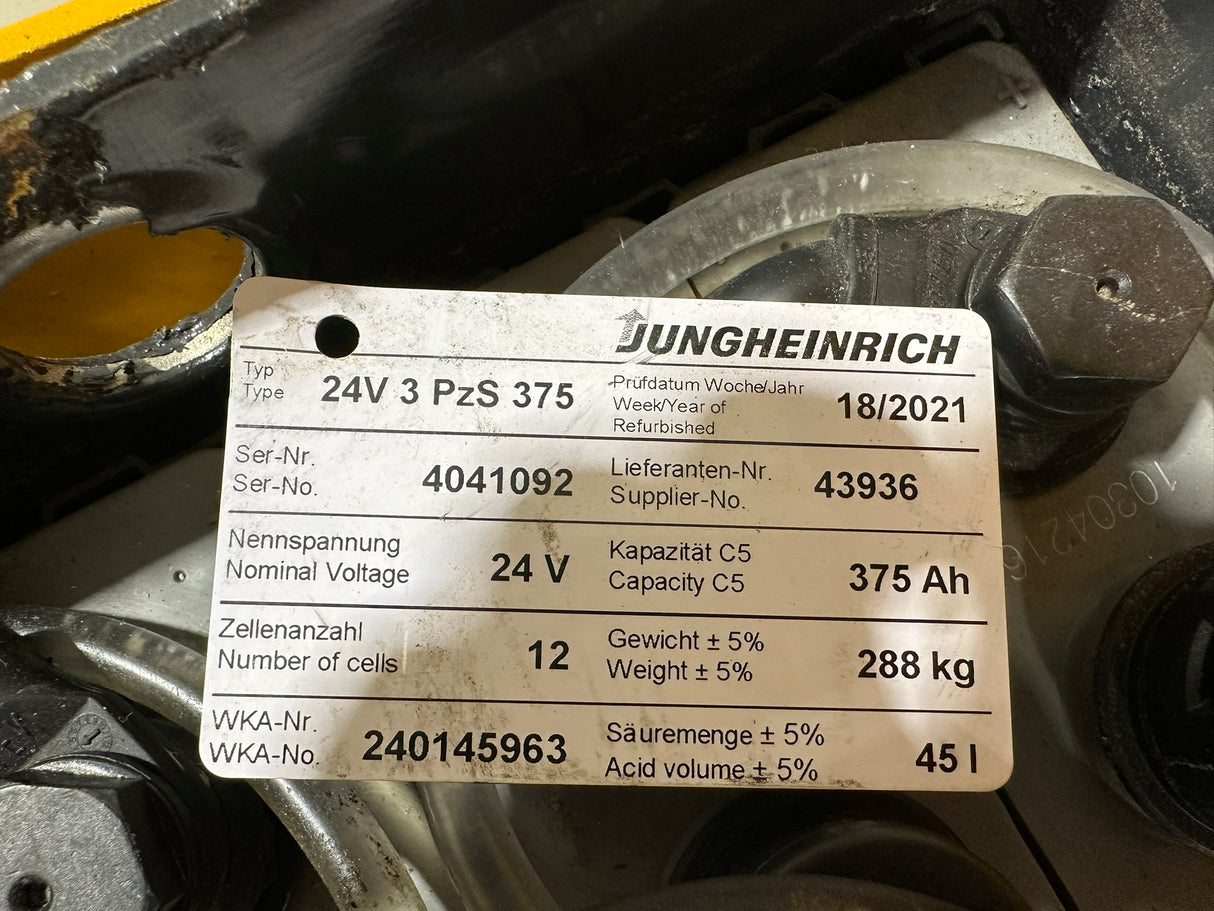 JUNGHEINRICH
Typ
Type
24V 3 PzS 375
Prüfdatum Woche/Jahr
Week/Year of
Refurbished
18/2021
Ser-Nr.
Ser-No.
4041092
Lieferanten-Nr.
Supplier-No.
43936
Nennspannung
Nominal Voltage
24 V
Kapazität C5
Capacity C5
375 Ah
Zellenanzahl
Number of cells
12
Gewicht ± 5%
Weight ± 5%
288 kg
WKA-Nr.
WKA-No.
240145963
Säuremenge ± 5%
Acid volume ± 5%
45 l
+